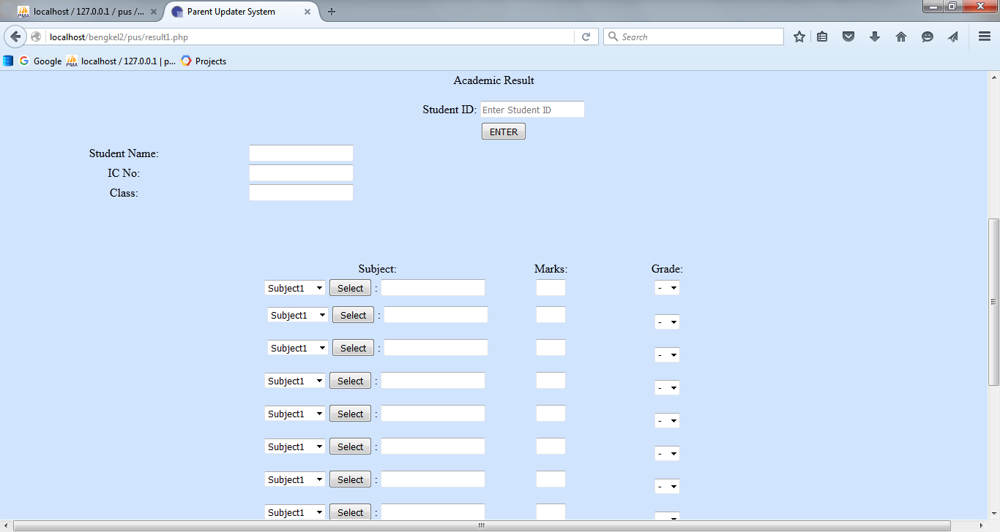 localhost / 127.0.0.1 / pus /...
Parent Updater System
localhost/bengkel2/pus/result1.php
Search
Google
localhost / 127.0.0.1 | p...
Projects
Academic Result
Student ID: Enter Student ID
ENTER
Student Name:
IC No:
Class:
Subject: Marks: Grade:
Subject1 Select : -
Subject1 Select : -
Subject1 Select : -
Subject1 Select : -
Subject1 Select : -
Subject1 Select : -
Subject1 Select : -
Subject1 Select :